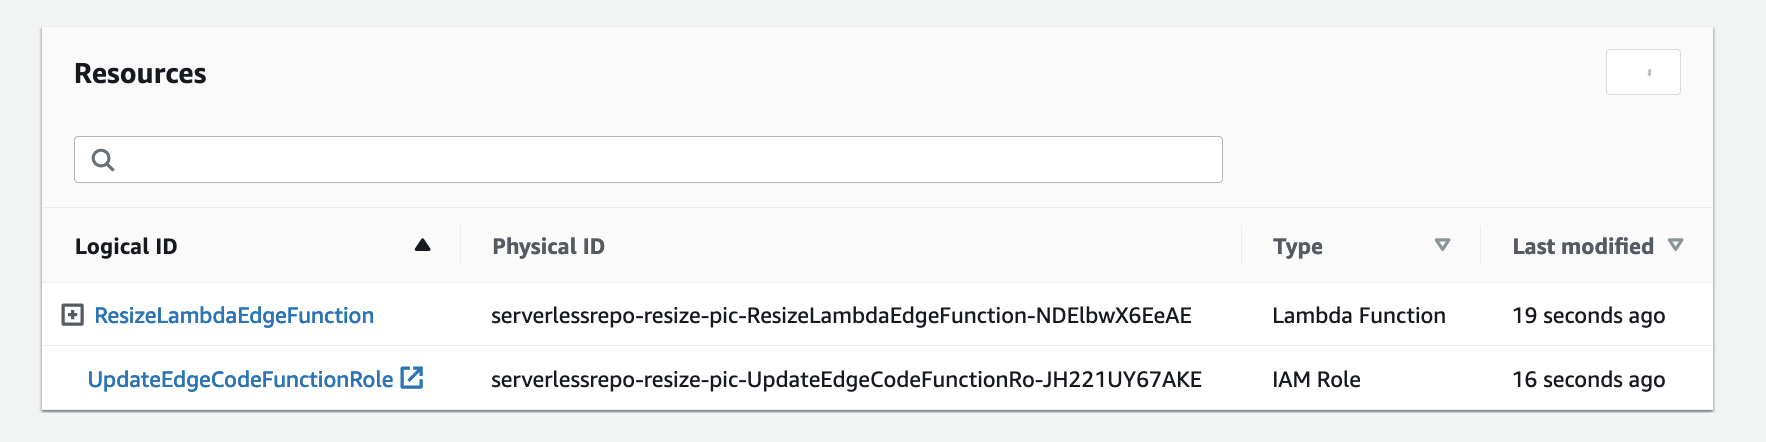 Resources
Logical ID Physical ID Type Last modified
ResizeLambdaEdgeFunction serverlessrepo-resize-pic-ResizeLambdaEdgeFunction-NDElbwX6EeAE Lambda Function 19 seconds ago
UpdateEdgeCodeFunctionRole serverlessrepo-resize-pic-UpdateEdgeCodeFunctionRo-JH221UY67AKE IAM Role 16 seconds ago